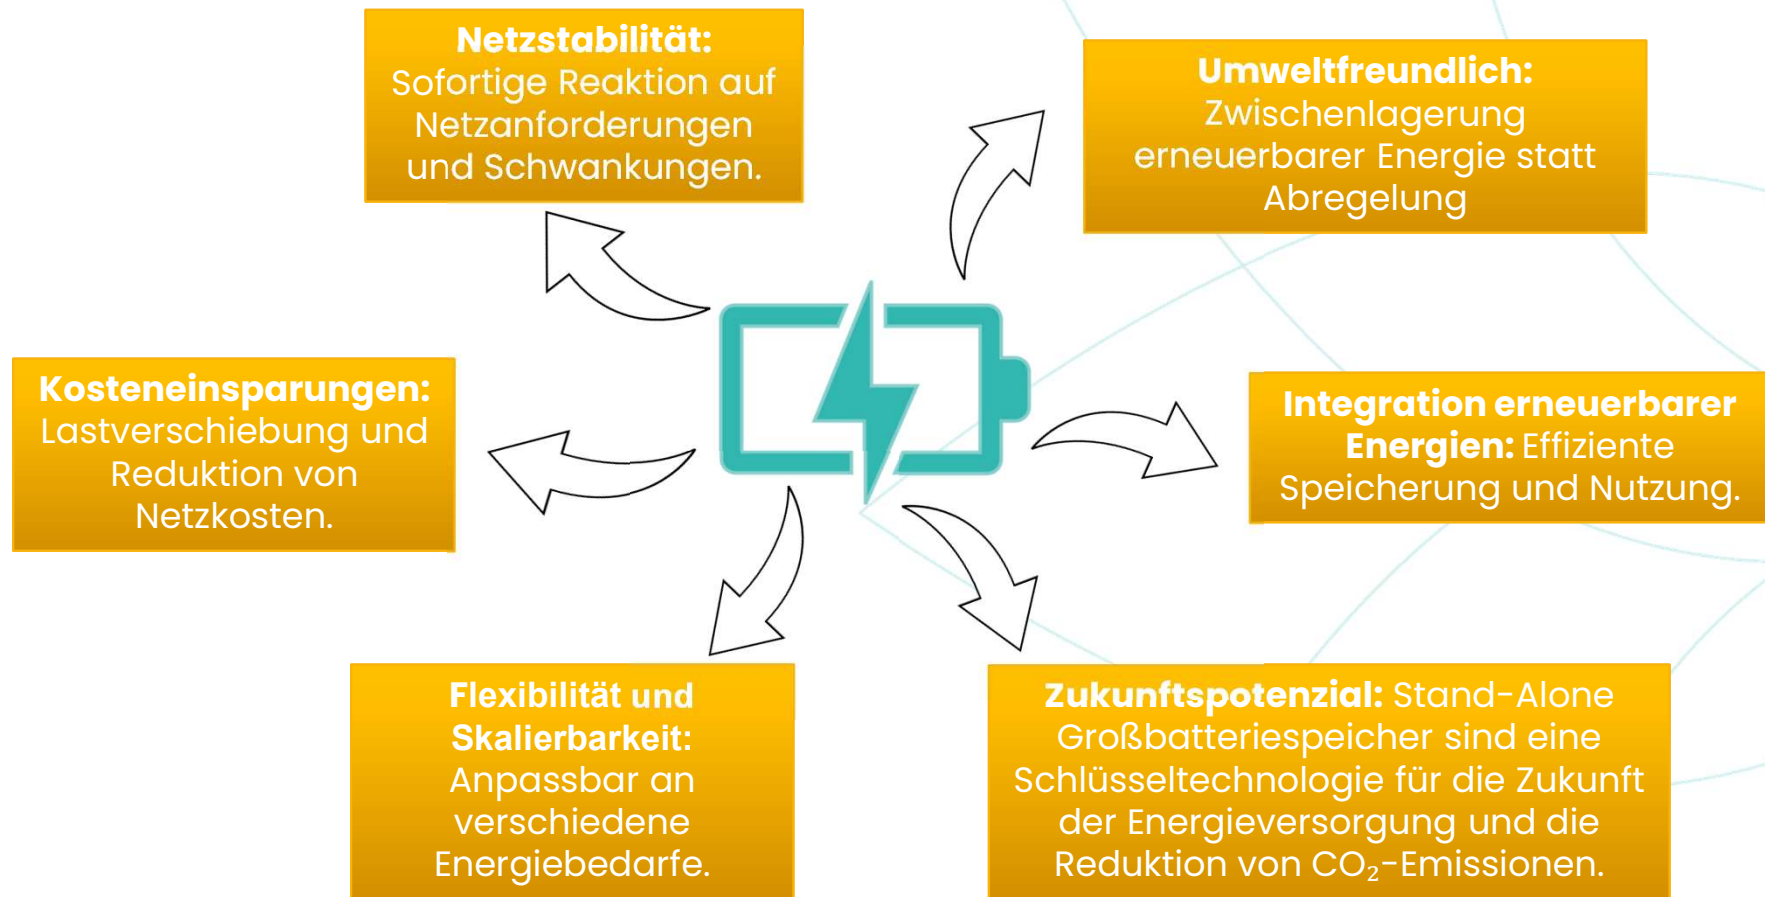 Netzstabilität:
Sofortige Reaktion auf
Netzanforderungen
und Schwankungen.
Umweltfreundlich:
Zwischenlagerung
erneuerbarer Energie statt
Abregelung
Kosteneinsparungen:
Lastverschiebung und
Reduktion von
Netzkosten.
Integration erneuerbarer
Energien: Effiziente
Speicherung und Nutzung.
Flexibilität und
Skalierbarkeit:
Anpassbar an
verschiedene
Energiebedarfe.
Zukunftspotenzial: Stand-Alone
Großbatteriespeicher sind eine
Schlüsseltechnologie für die Zukunft
der Energieversorgung und die
Reduktion von CO₂-Emissionen.